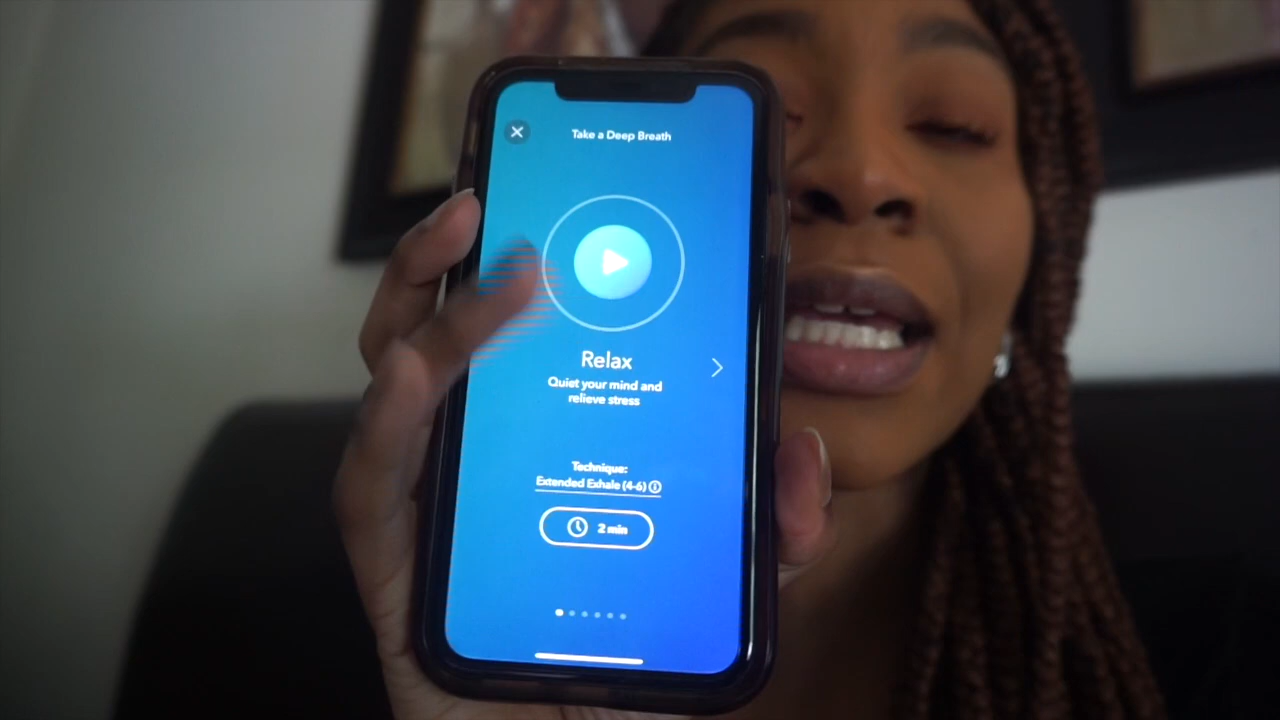 Take a Deep Breath
Relax
Quiet your mind and
relieve stress
Technique:
Extended Exhale (4-6)
2 min